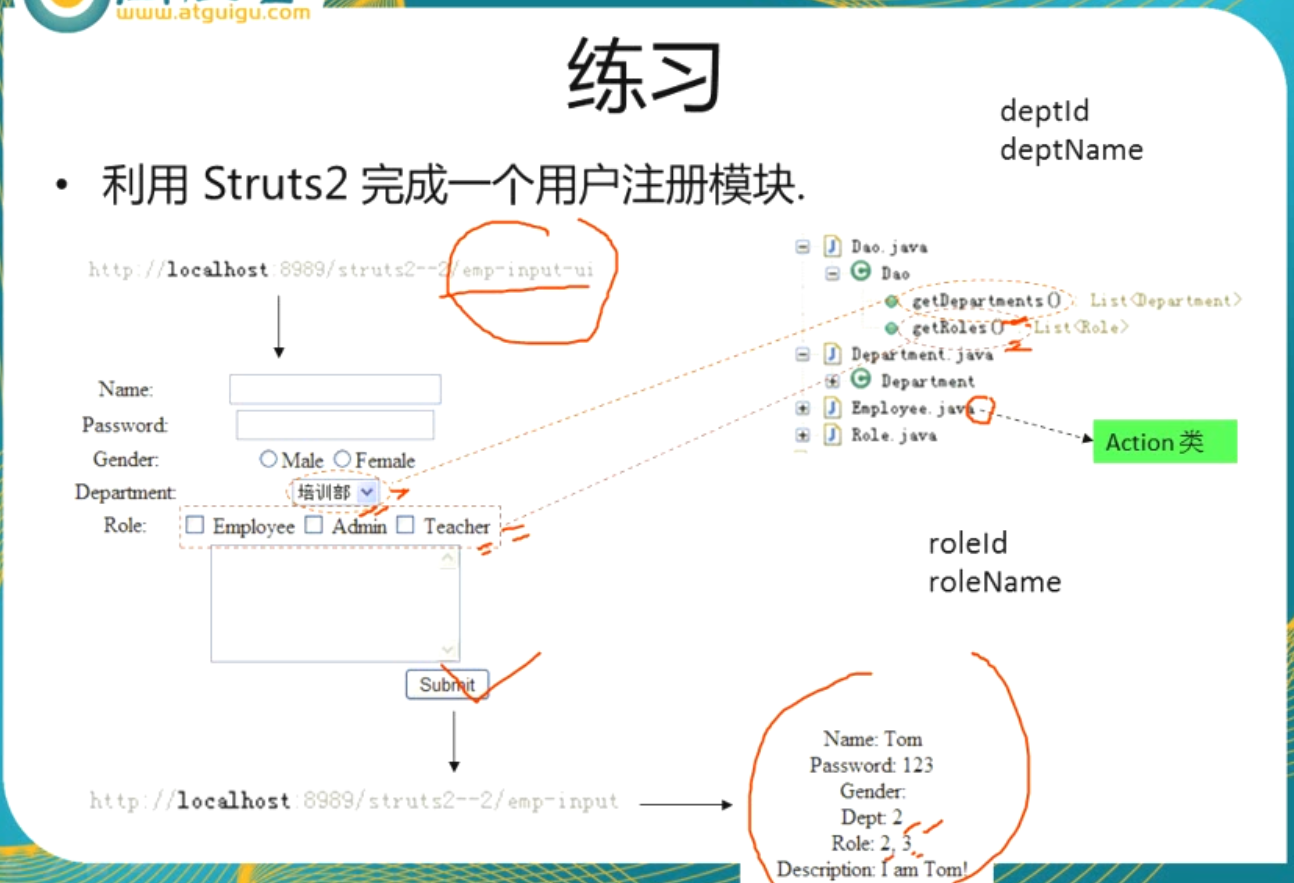 www.atguigu.com
练习
deptId
deptName
• 利用 Struts2 完成一个用户注册模块.
http://localhost:8989/struts2--2/emp-input-ui
Dao.java
Dao
getDepartments() : List<Department>
getRoles() : List<Role>
Department.java
Department
Employee.java
Role.java
Action 类
Name:
Password:
Gender: Male Female
Department: 培训部
Role: Employee Admin Teacher
Submit
roleId
roleName
http://localhost:8989/struts2--2/emp-input
Name: Tom
Password: 123
Gender:
Dept: 2
Role: 2, 3
Description: I am Tom!